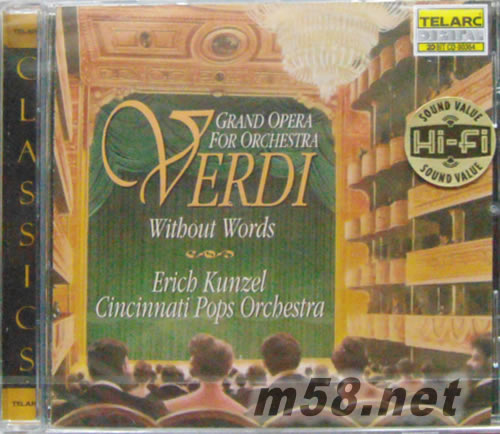 TELARC
CLASSICS
TELARC
TELARC
DIGITAL
GRAND OPERA
FOR ORCHESTRA
VERDI
Without Words
Erich Kunzel
Cincinnati Pops Orchestra
SOUND VALUE
Hi-Fi
SOUND VALUE
m58.net